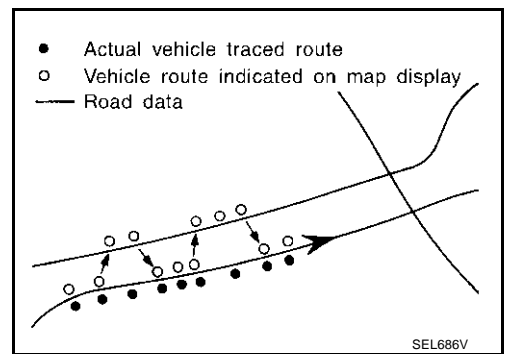 Actual vehicle traced route
Vehicle route indicated on map display
Road data
SEL686V